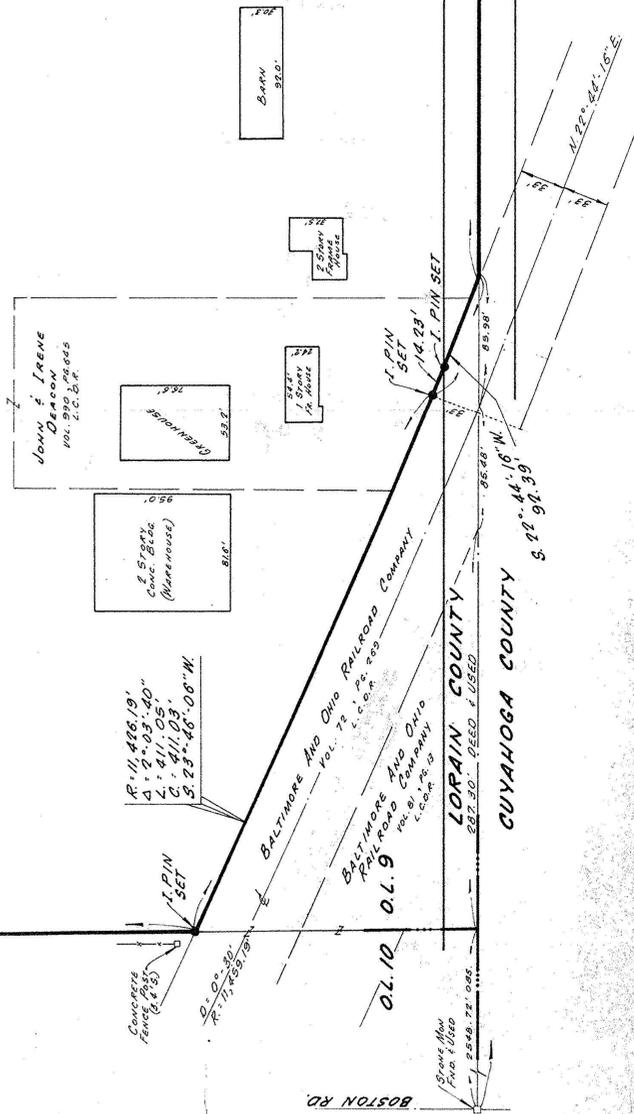 30.3'
BARN
92.0'
N. 22°-44'-16" E.
33'
33'
37.5'
2 STORY
FRAME
HOUSE
Z
JOHN & IRENE
DEACON
VOL. 990, PG. 645
L.C.D.R.
76.8'
GREENHOUSE
53.2'
54.2'
24.2'
1 STORY
FR. HOUSE
I. PIN
SET
14.23'
I. PIN SET
33'
89.98'
85.48'
S. 22°-44'-16" W.
92.39'
95.0'
2 STORY
CONC. BLDG.
(WAREHOUSE)
81.6'
R: 11,426.19'
Δ: 2°-03'-40"
L: 411.05'
C: 411.03'
S. 23°-46'-06" W.
BALTIMORE AND OHIO RAILROAD COMPANY
VOL. 72, PG. 269
L.C.D.R.
BALTIMORE AND OHIO
RAILROAD COMPANY
VOL. 81, PG. 13
L.C.D.R.
LORAIN COUNTY
287.30' DEED & USED
CUYAHOGA COUNTY
I. PIN
SET
CONCRETE
FENCE POST
D = 0°-30'
R: 11,459.19'
O.L. 10
O.L. 9
STONE MON
FND. & USED
2548.72' OBS.
BOSTON RD.